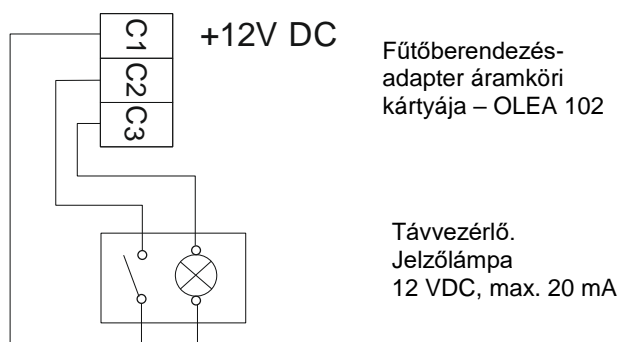 C1
+12V DC
C2
C3
Fűtőberendezés-
adapter áramköri
kártyája – OLEA 102
Távvezérlő.
Jelzőlámpa
12 VDC, max. 20 mA